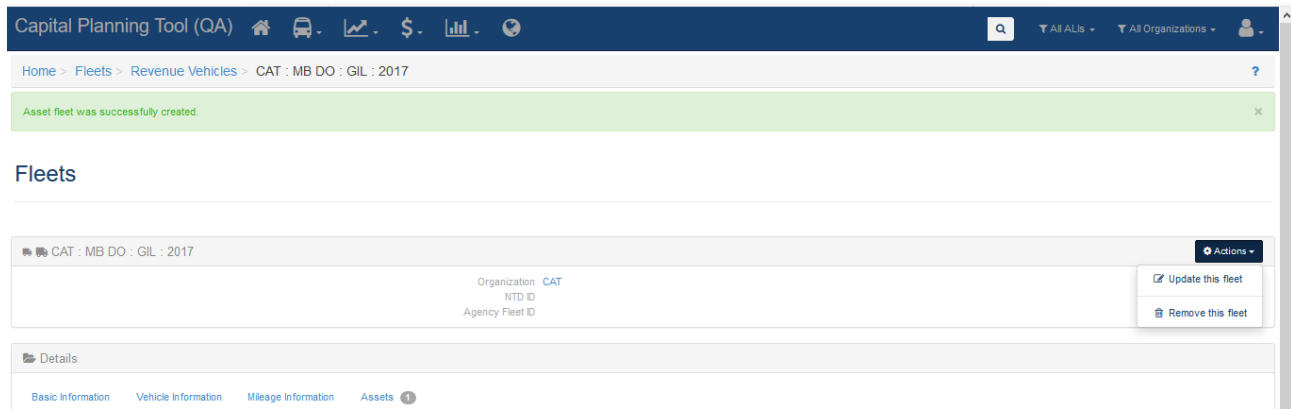 Capital Planning Tool (QA) $ All ALIs All Organizations
Home > Fleets > Revenue Vehicles > CAT : MB DO : GIL : 2017 ?
Asset fleet was successfully created. ×
Fleets
CAT : MB DO : GIL : 2017 Actions
Organization CAT
Update this fleet
NTD ID
Agency Fleet ID
Remove this fleet
Details
Basic Information Vehicle Information Mileage Information Assets 1